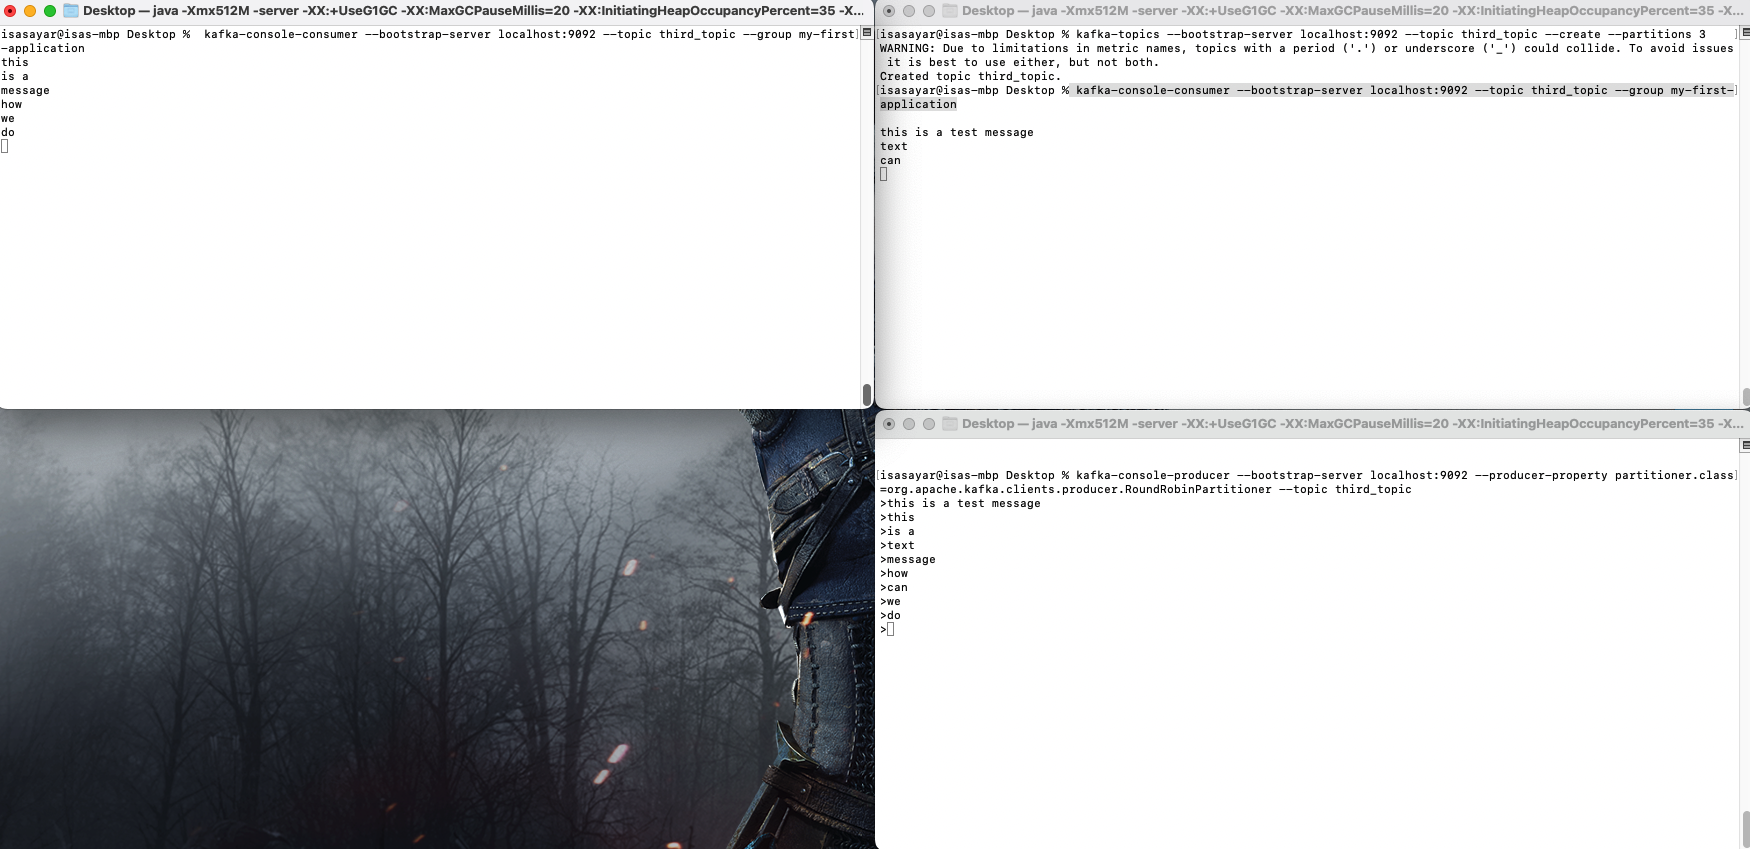 Desktop — java -Xmx512M -server -XX:+UseG1GC -XX:MaxGCPauseMillis=20 -XX:InitiatingHeapOccupancyPercent=35 -X...
isasayar@isas-mbp Desktop %  kafka-console-consumer --bootstrap-server localhost:9092 --topic third_topic --group my-first
-application
this
is a
message
how
we
do
Desktop — java -Xmx512M -server -XX:+UseG1GC -XX:MaxGCPauseMillis=20 -XX:InitiatingHeapOccupancyPercent=35 -X...
[isasayar@isas-mbp Desktop % kafka-topics --bootstrap-server localhost:9092 --topic third_topic --create --partitions 3    ]
WARNING: Due to limitations in metric names, topics with a period ('.') or underscore ('_') could collide. To avoid issues
 it is best to use either, but not both.
Created topic third_topic.
[isasayar@isas-mbp Desktop % kafka-console-consumer --bootstrap-server localhost:9092 --topic third_topic --group my-first-]
application
this is a test message
text
can
Desktop — java -Xmx512M -server -XX:+UseG1GC -XX:MaxGCPauseMillis=20 -XX:InitiatingHeapOccupancyPercent=35 -X...
[isasayar@isas-mbp Desktop % kafka-console-producer --bootstrap-server localhost:9092 --producer-property partitioner.class]
=org.apache.kafka.clients.producer.RoundRobinPartitioner --topic third_topic
>this is a test message
>this
>is a
>text
>message
>how
>can
>we
>do
>